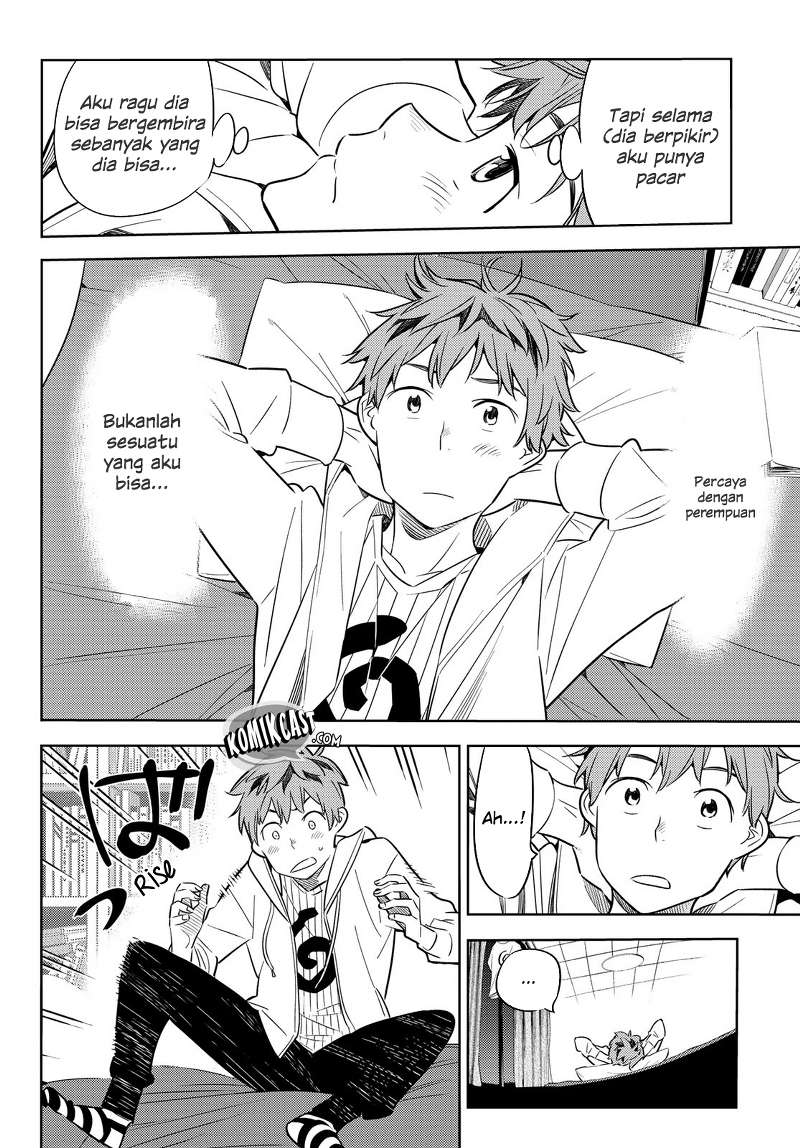 Tapi selama
(dia berpikir)
aku punya
pacar
Aku ragu dia
bisa bergembira
sebanyak yang
dia bisa...
Percaya
dengan
perempuan
Bukanlah
sesuatu
yang aku
bisa...
KOMIKCAST
.COM
Ah...!
...
ばっ
Rise